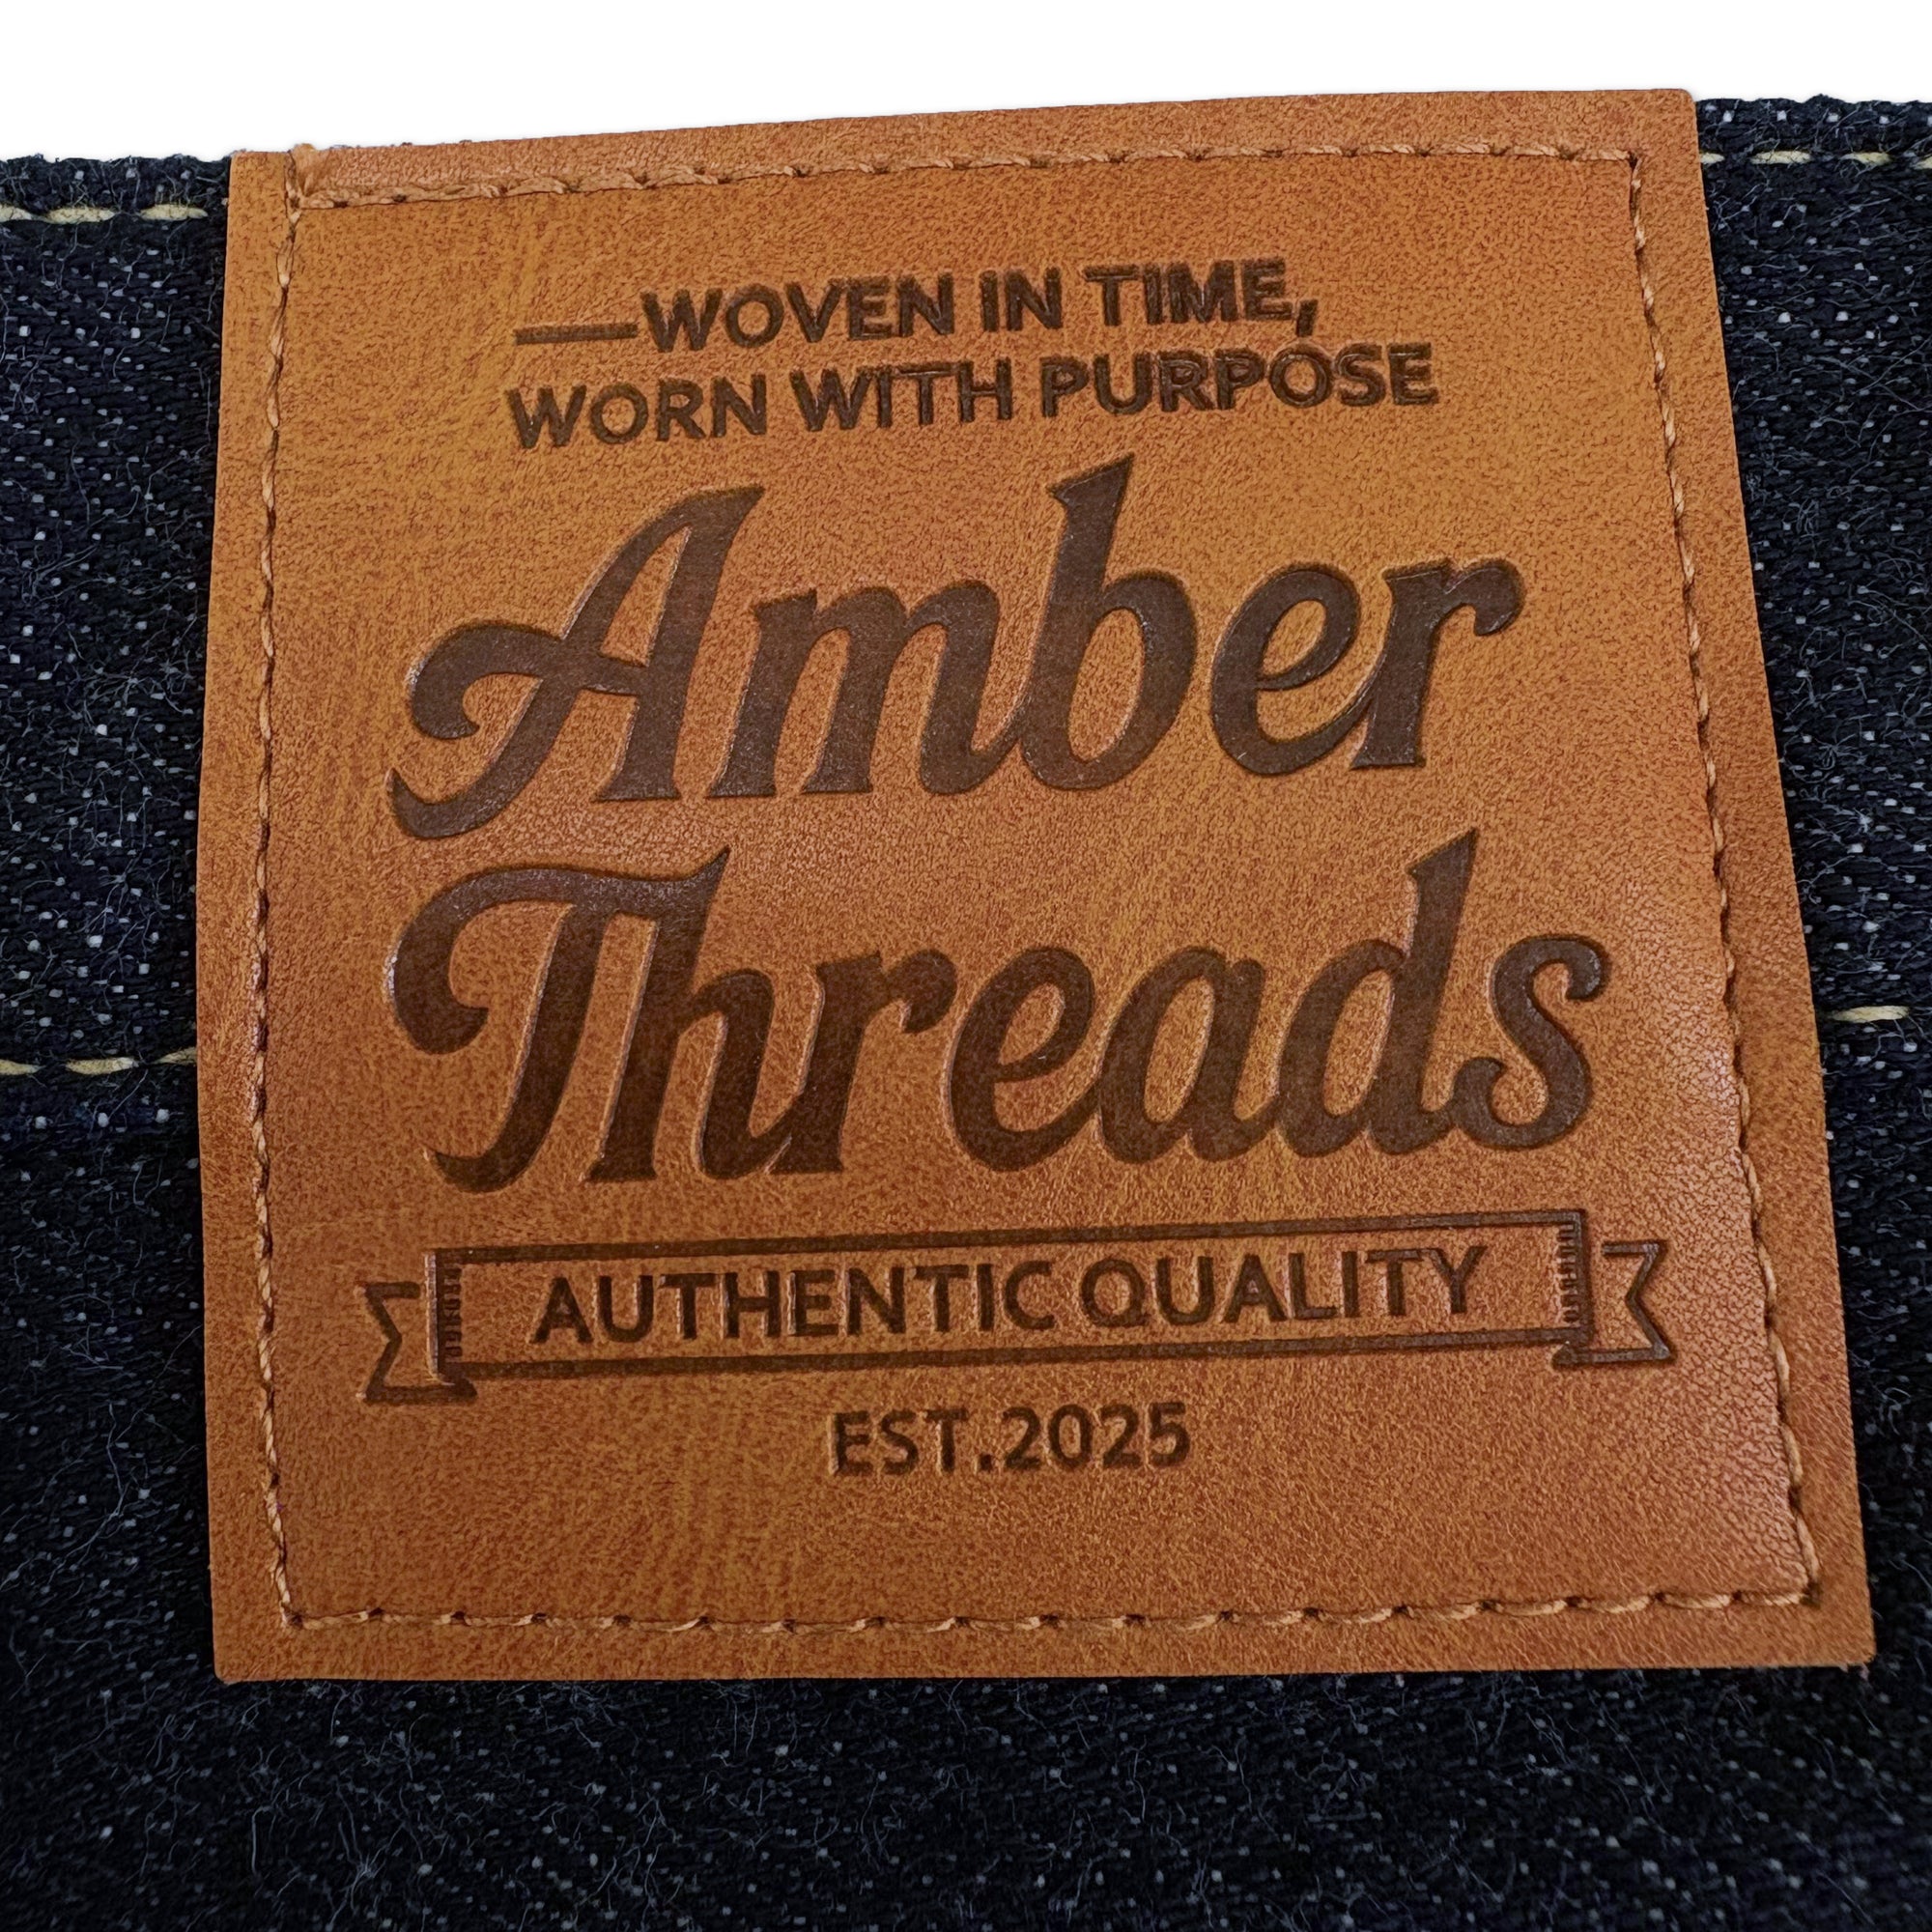 —WOVEN IN TIME,
WORN WITH PURPOSE
Amber
Threads
AUTHENTIC QUALITY
EST.2025